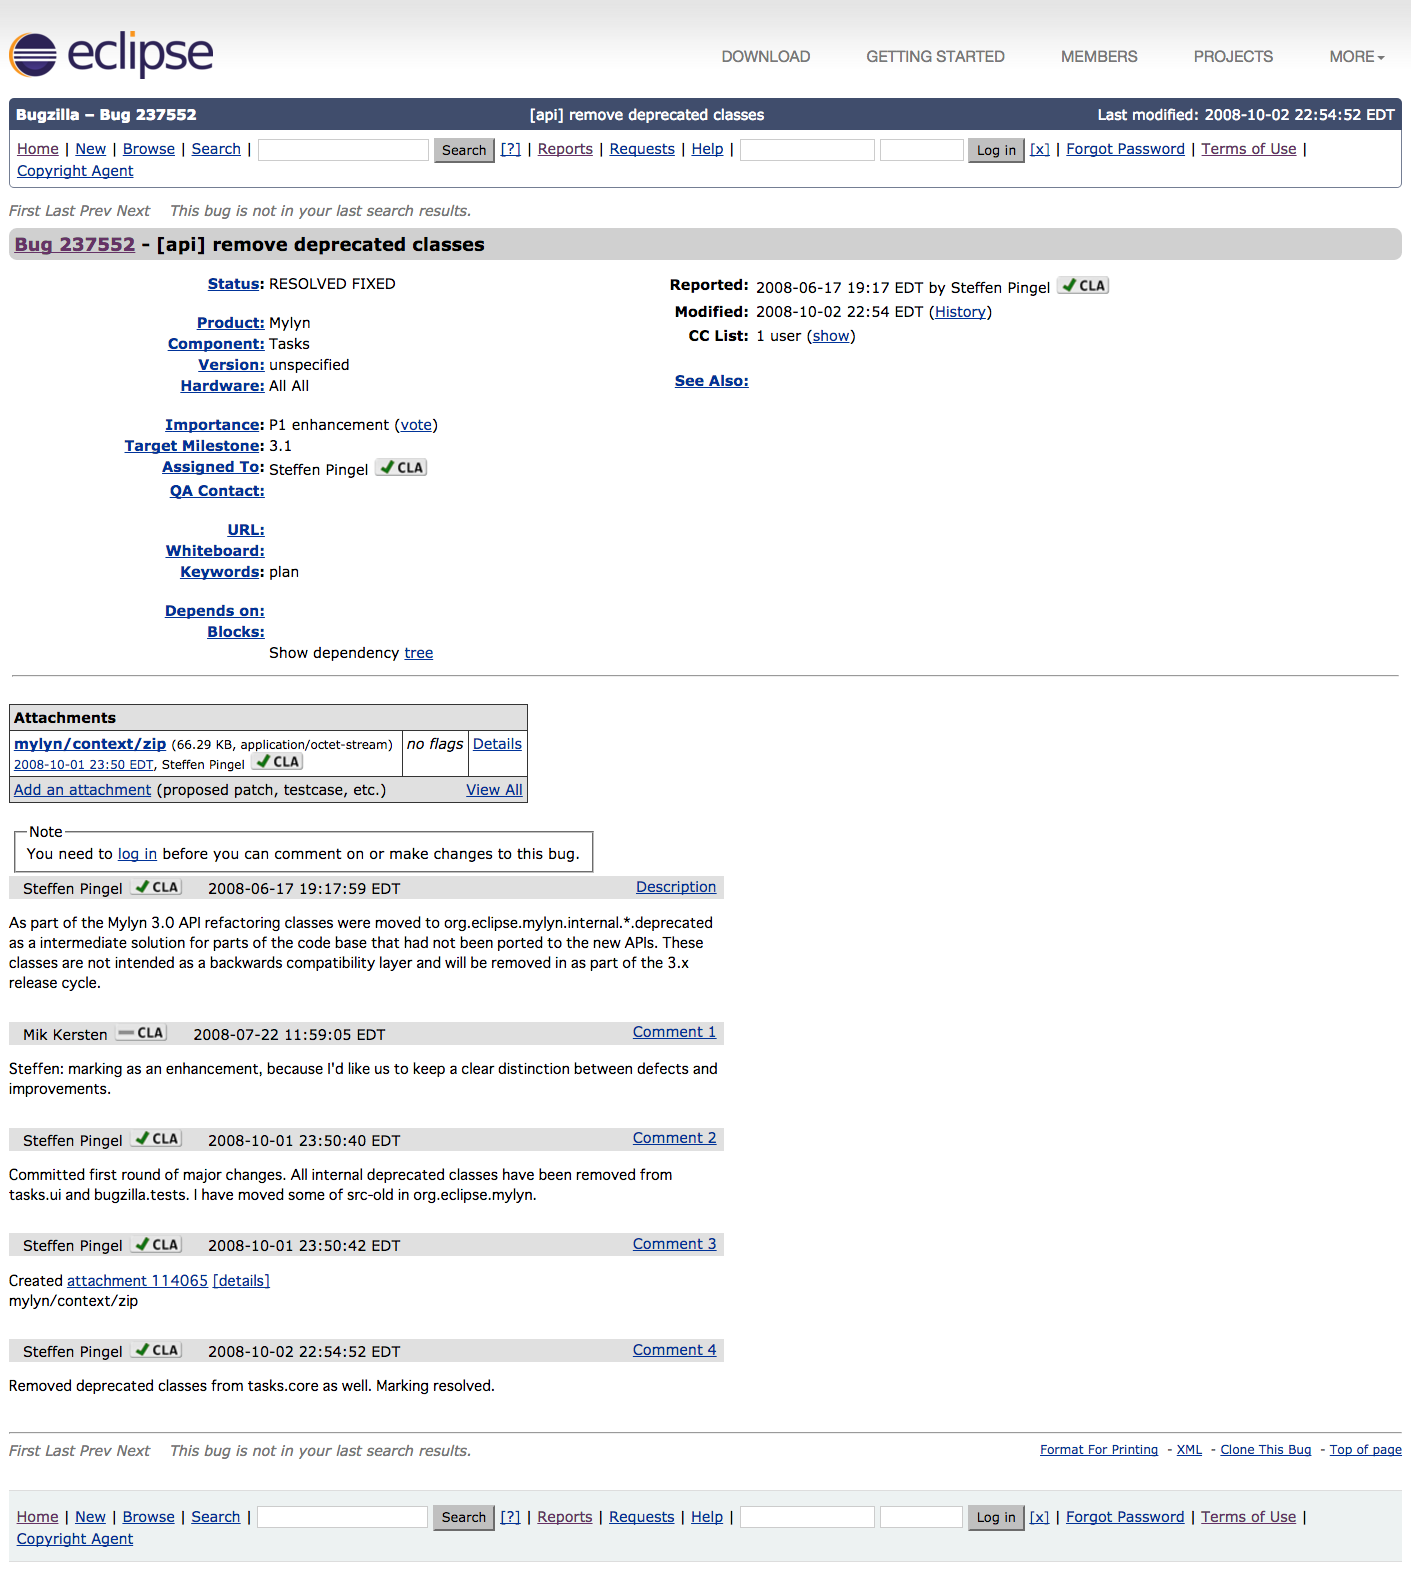 eclipse
DOWNLOAD GETTING STARTED MEMBERS PROJECTS MORE
Bugzilla – Bug 237552 [api] remove deprecated classes Last modified: 2008-10-02 22:54:52 EDT
Home | New | Browse | Search | Search [?] | Reports | Requests | Help | Log in [x] | Forgot Password | Terms of Use |
Copyright Agent
First Last Prev Next This bug is not in your last search results.
Bug 237552 - [api] remove deprecated classes
Status: RESOLVED FIXED
Product: Mylyn
Component: Tasks
Version: unspecified
Hardware: All All
Importance: P1 enhancement (vote)
Target Milestone: 3.1
Assigned To: Steffen Pingel CLA
QA Contact:
URL:
Whiteboard:
Keywords: plan
Depends on:
Blocks:
Show dependency tree
Reported: 2008-06-17 19:17 EDT by Steffen Pingel CLA
Modified: 2008-10-02 22:54 EDT (History)
CC List: 1 user (show)
See Also:
Attachments
mylyn/context/zip (66.29 KB, application/octet-stream) no flags Details
2008-10-01 23:50 EDT, Steffen Pingel CLA
Add an attachment (proposed patch, testcase, etc.) View All
Note
You need to log in before you can comment on or make changes to this bug.
Steffen Pingel CLA 2008-06-17 19:17:59 EDT Description
As part of the Mylyn 3.0 API refactoring classes were moved to org.eclipse.mylyn.internal.*.deprecated
as a intermediate solution for parts of the code base that had not been ported to the new APIs. These
classes are not intended as a backwards compatibility layer and will be removed in as part of the 3.x
release cycle.
Mik Kersten CLA 2008-07-22 11:59:05 EDT Comment 1
Steffen: marking as an enhancement, because I'd like us to keep a clear distinction between defects and
improvements.
Steffen Pingel CLA 2008-10-01 23:50:40 EDT Comment 2
Committed first round of major changes. All internal deprecated classes have been removed from
tasks.ui and bugzilla.tests. I have moved some of src-old in org.eclipse.mylyn.
Steffen Pingel CLA 2008-10-01 23:50:42 EDT Comment 3
Created attachment 114065 [details]
mylyn/context/zip
Steffen Pingel CLA 2008-10-02 22:54:52 EDT Comment 4
Removed deprecated classes from tasks.core as well. Marking resolved.
First Last Prev Next This bug is not in your last search results. Format For Printing - XML - Clone This Bug - Top of page
Home | New | Browse | Search | Search [?] | Reports | Requests | Help | Log in [x] | Forgot Password | Terms of Use |
Copyright Agent